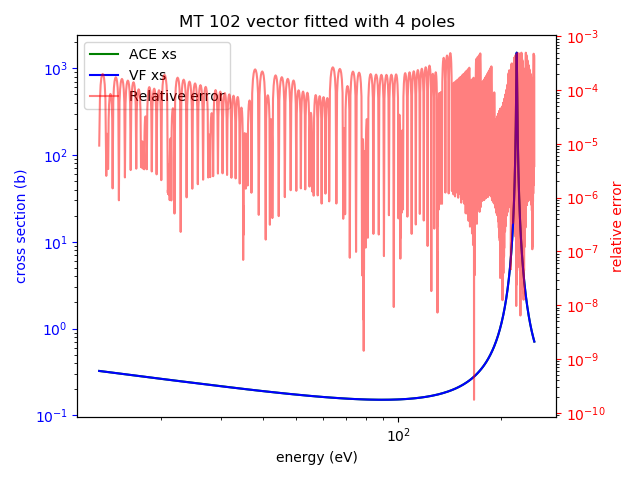 MT 102 vector fitted with 4 poles
ACE xs
VF xs
Relative error
cross section (b)
10³
10²
10¹
10⁰
10⁻¹
10⁻³
10⁻⁴
10⁻⁵
10⁻⁶
10⁻⁷
10⁻⁸
10⁻⁹
10⁻¹⁰
relative error
10²
energy (eV)